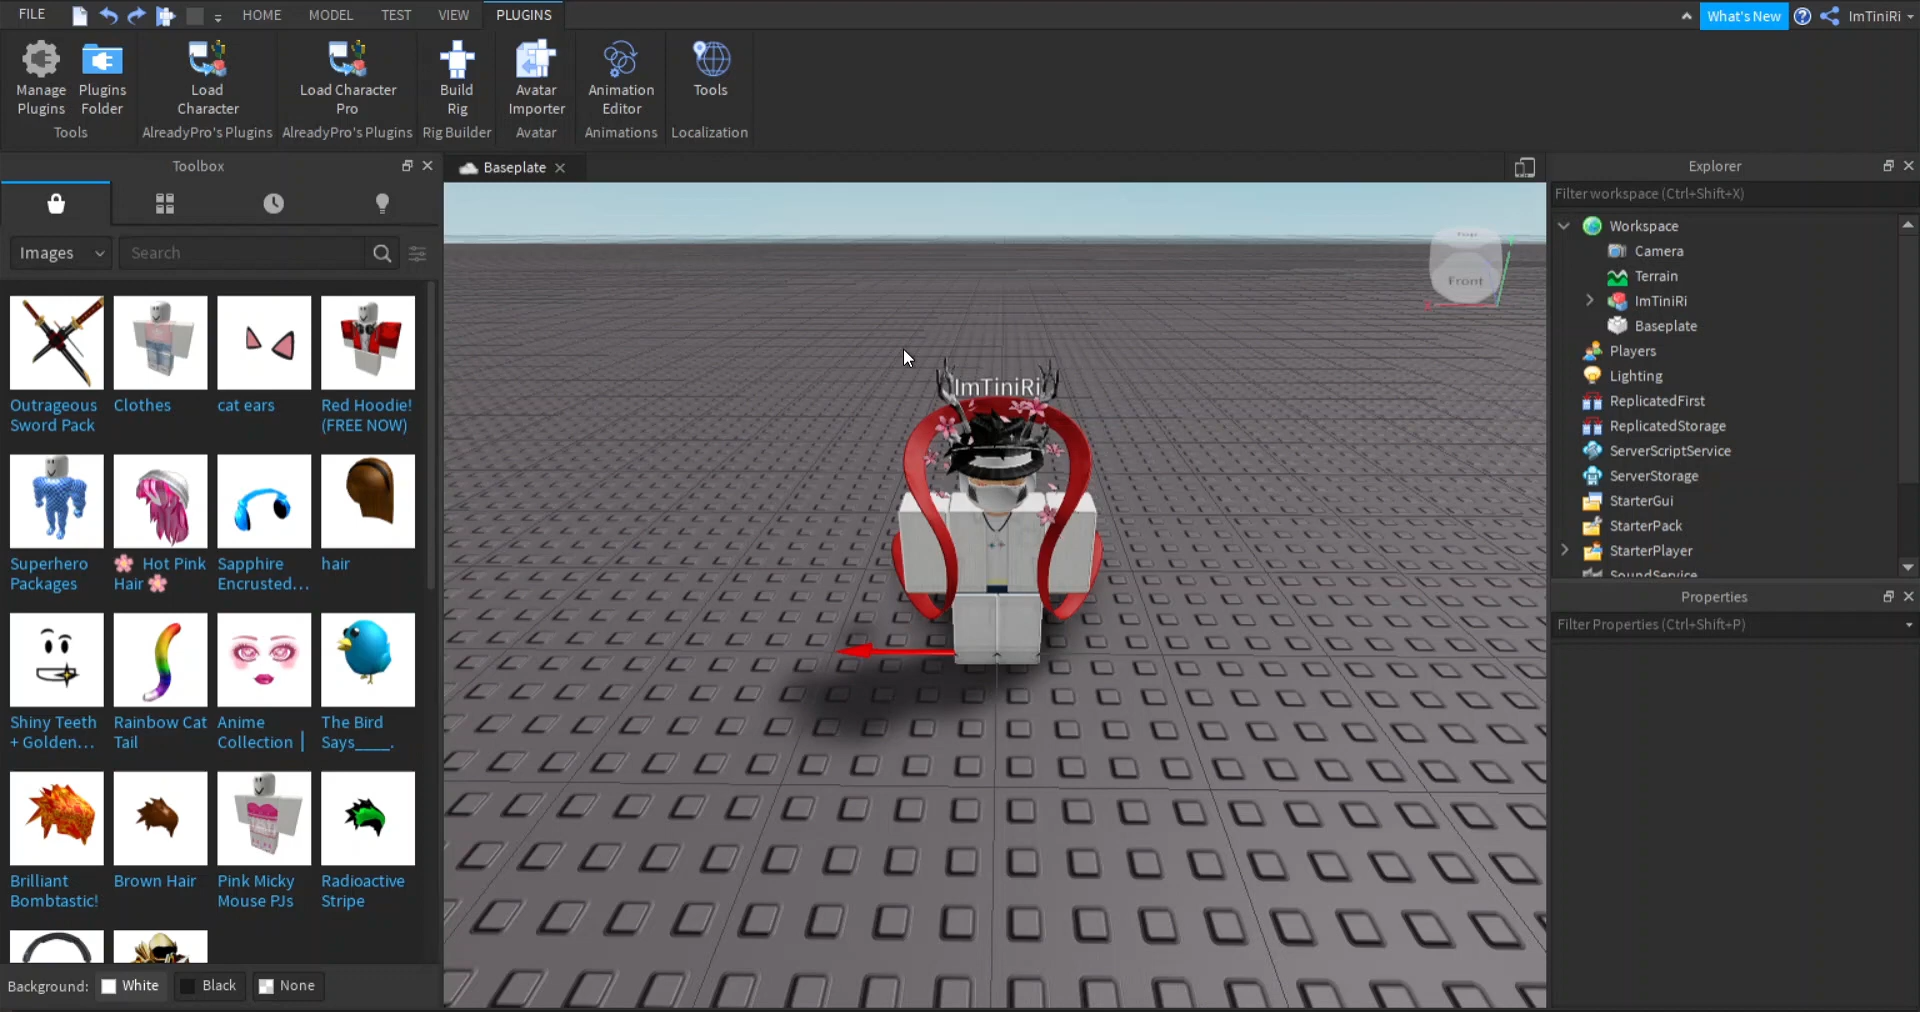 FILE
HOME
MODEL
TEST
VIEW
PLUGINS
What's New
ImTiniRi
Manage Plugins
Plugins Folder
Load Character
Load Character Pro
Build Rig
Avatar Importer
Animation Editor
Tools
Tools
AlreadyPro's Plugins
AlreadyPro's Plugins
Rig Builder
Avatar
Animations
Localization
Toolbox
Images
Search
Outrageous Sword Pack
Clothes
cat ears
Red Hoodie! (FREE NOW)
Superhero Packages
🌸 Hot Pink Hair 🌸
Sapphire Encrusted...
hair
Shiny Teeth + Golden...
Rainbow Cat Tail
Anime Collection |
The Bird Says____.
Brilliant Bombtastic!
Brown Hair
Pink Micky Mouse PJs
Radioactive Stripe
Background:
White
Black
None
Baseplate
Front
ImTiniRi
Explorer
Filter workspace (Ctrl+Shift+X)
Workspace
Camera
Terrain
ImTiniRi
Baseplate
Players
Lighting
ReplicatedFirst
ReplicatedStorage
ServerScriptService
ServerStorage
StarterGui
StarterPack
StarterPlayer
SoundService
Properties
Filter Properties (Ctrl+Shift+P)